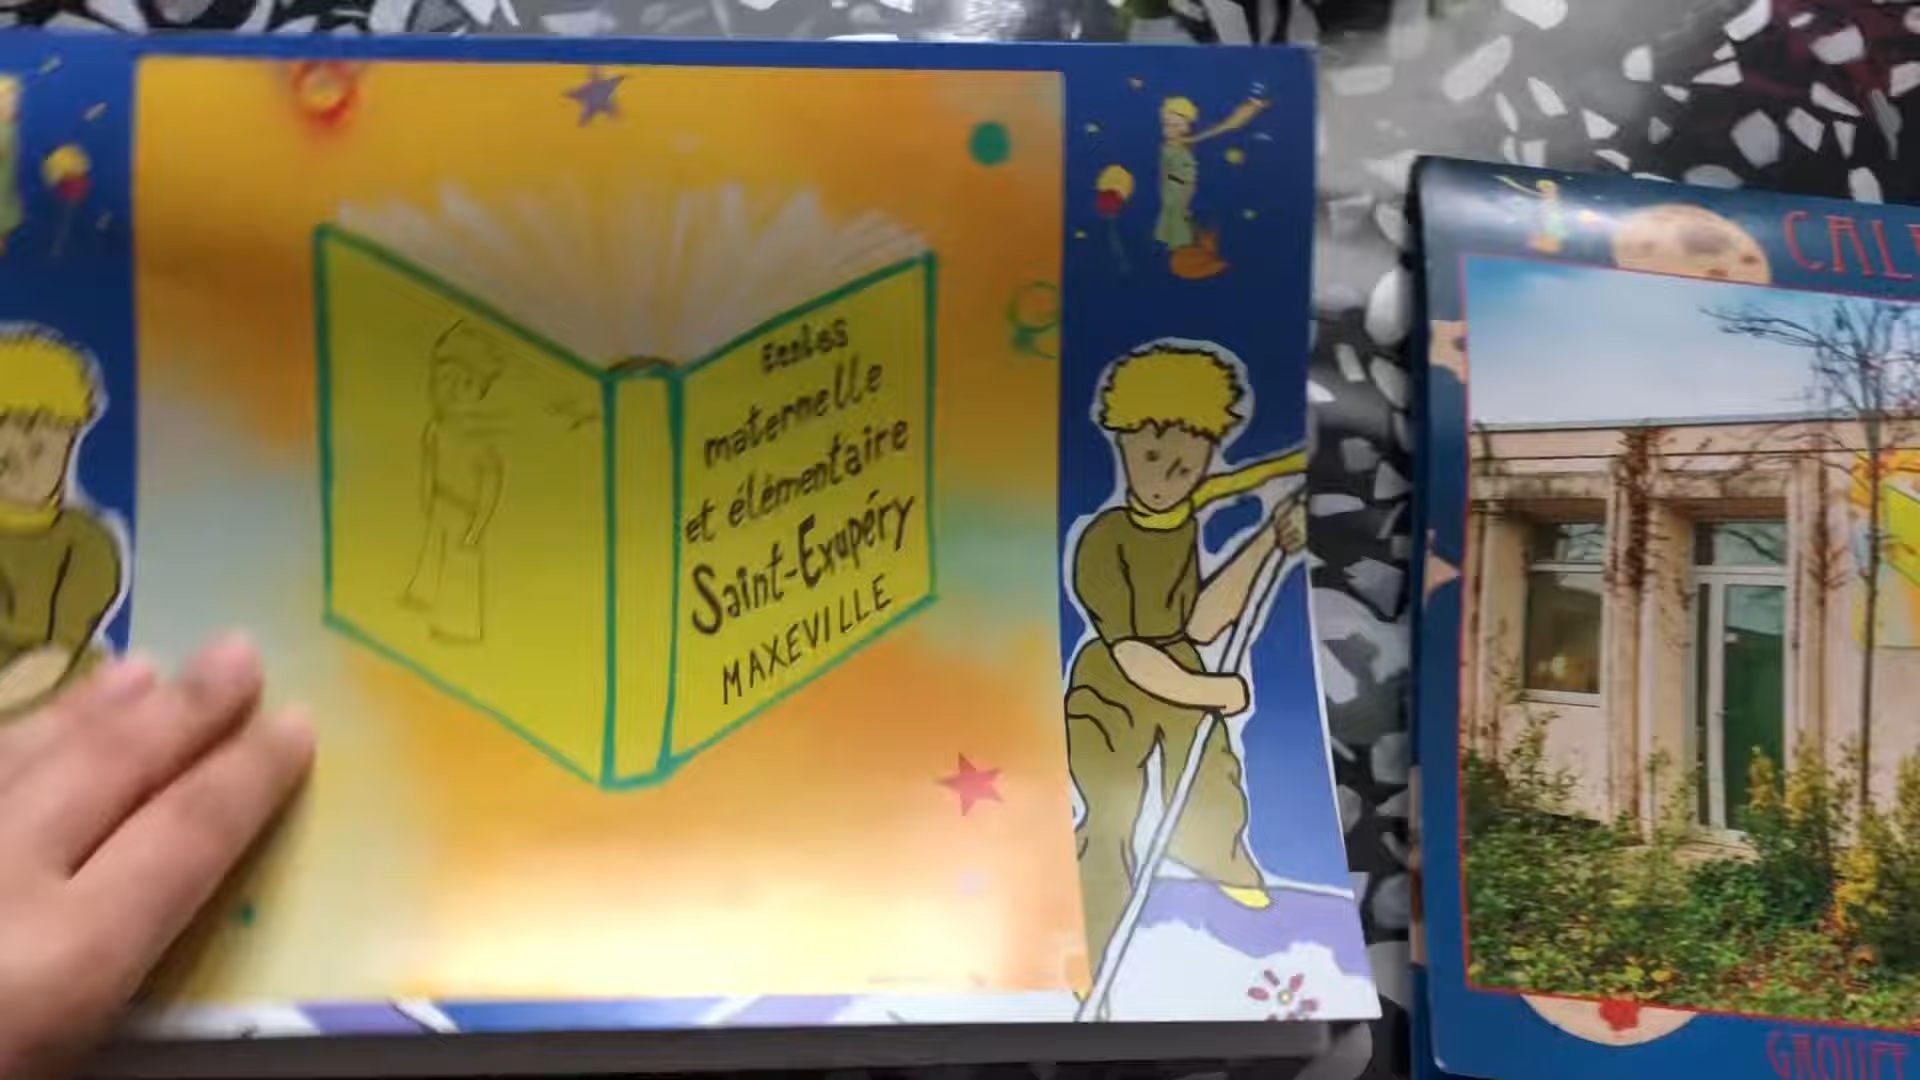 Ecoles
maternelle
et élémentaire
Saint-Exupéry
MAXEVILLE